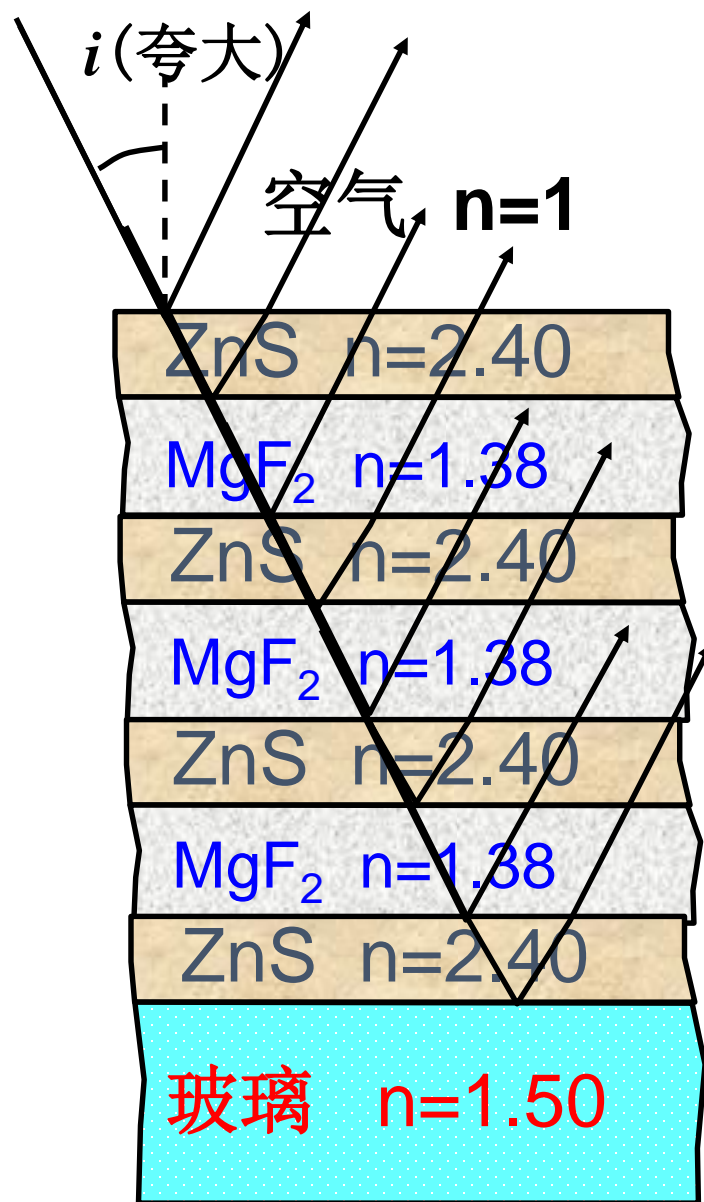 i(夸大)
空气 n=1
ZnS n=2.40
MgF₂ n=1.38
ZnS n=2.40
MgF₂ n=1.38
ZnS n=2.40
MgF₂ n=1.38
ZnS n=2.40
玻璃 n=1.50